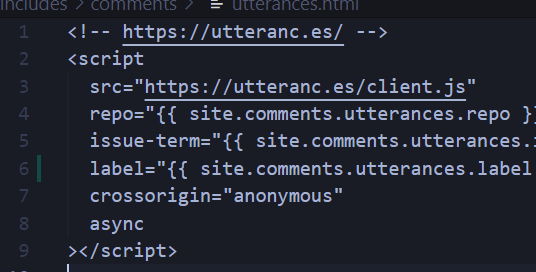 includes > comments > utterances.html
1 <!-- https://utteranc.es/ -->
2 <script
3 src="https://utteranc.es/client.js"
4 repo="{{ site.comments.utterances.repo }
5 issue-term="{{ site.comments.utterances.
6 label="{{ site.comments.utterances.label
7 crossorigin="anonymous"
8 async
9 ></script>